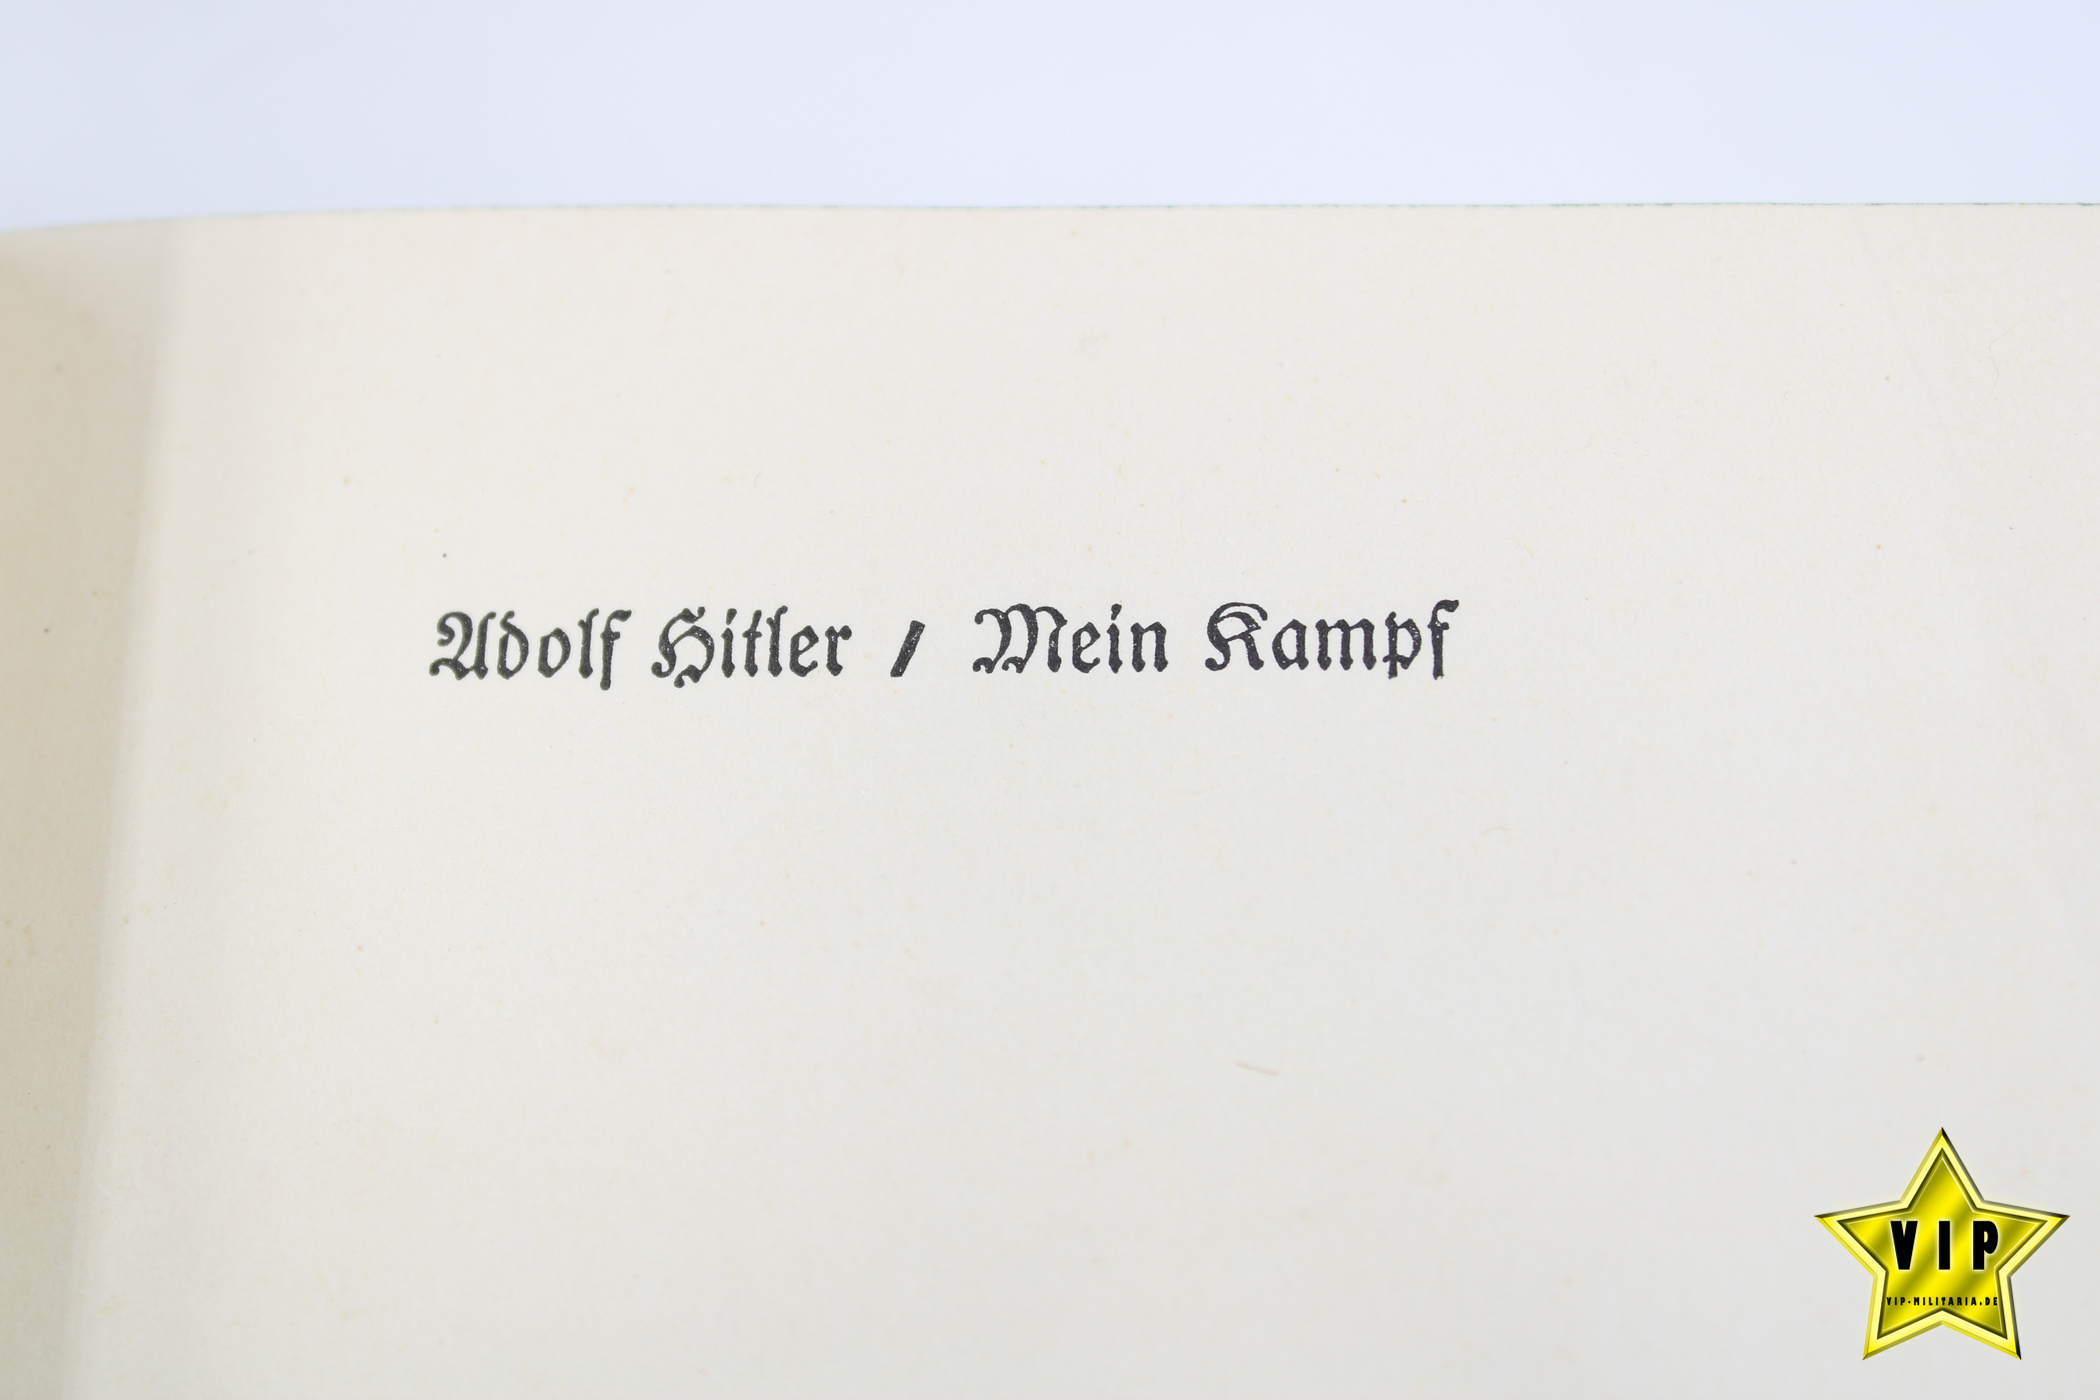 Adolf Hitler / Mein Kampf
VIP
VIP-MILITARIA.DE